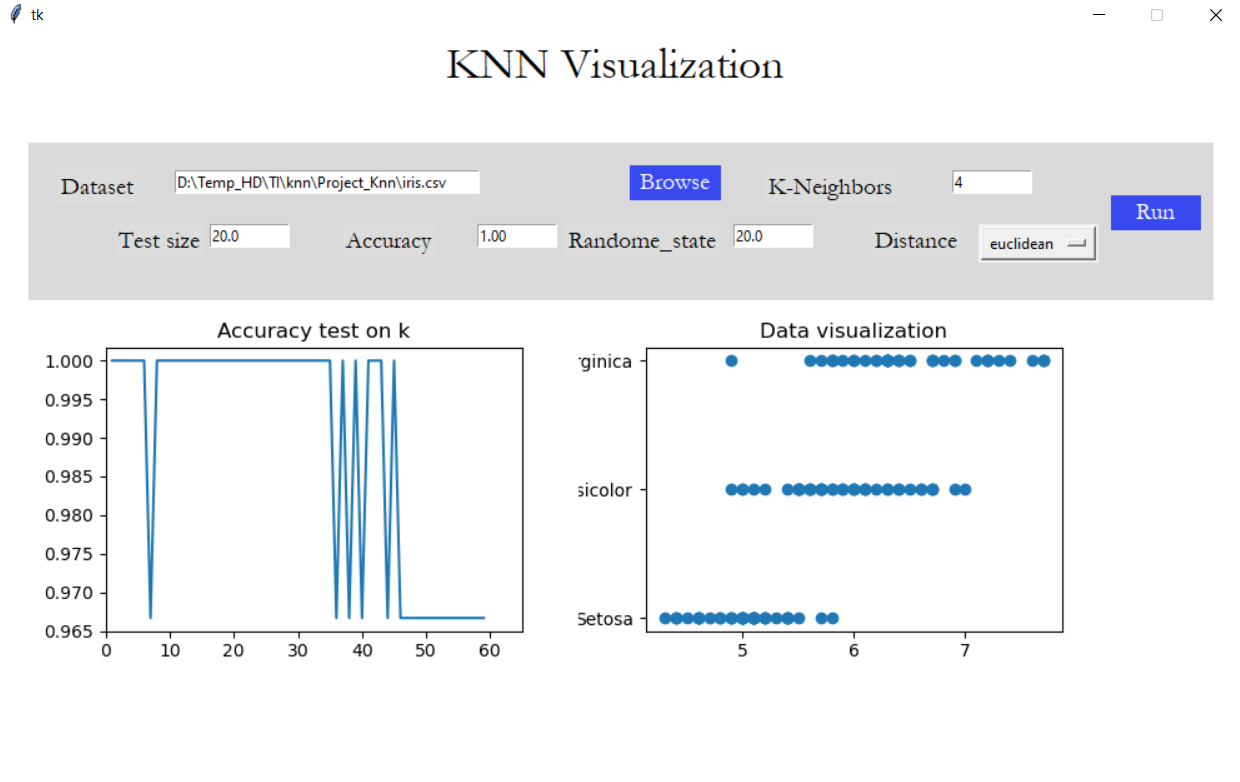 tk
KNN Visualization
Dataset D:\Temp_HD\TI\knn\Project_Knn\iris.csv Browse K-Neighbors 4
Run
Test size 20.0 Accuracy 1.00 Randome_state 20.0 Distance euclidean
Accuracy test on k
1.000
0.995
0.990
0.985
0.980
0.975
0.970
0.965
0 10 20 30 40 50 60
Data visualization
rginica
sicolor
Setosa
5 6 7